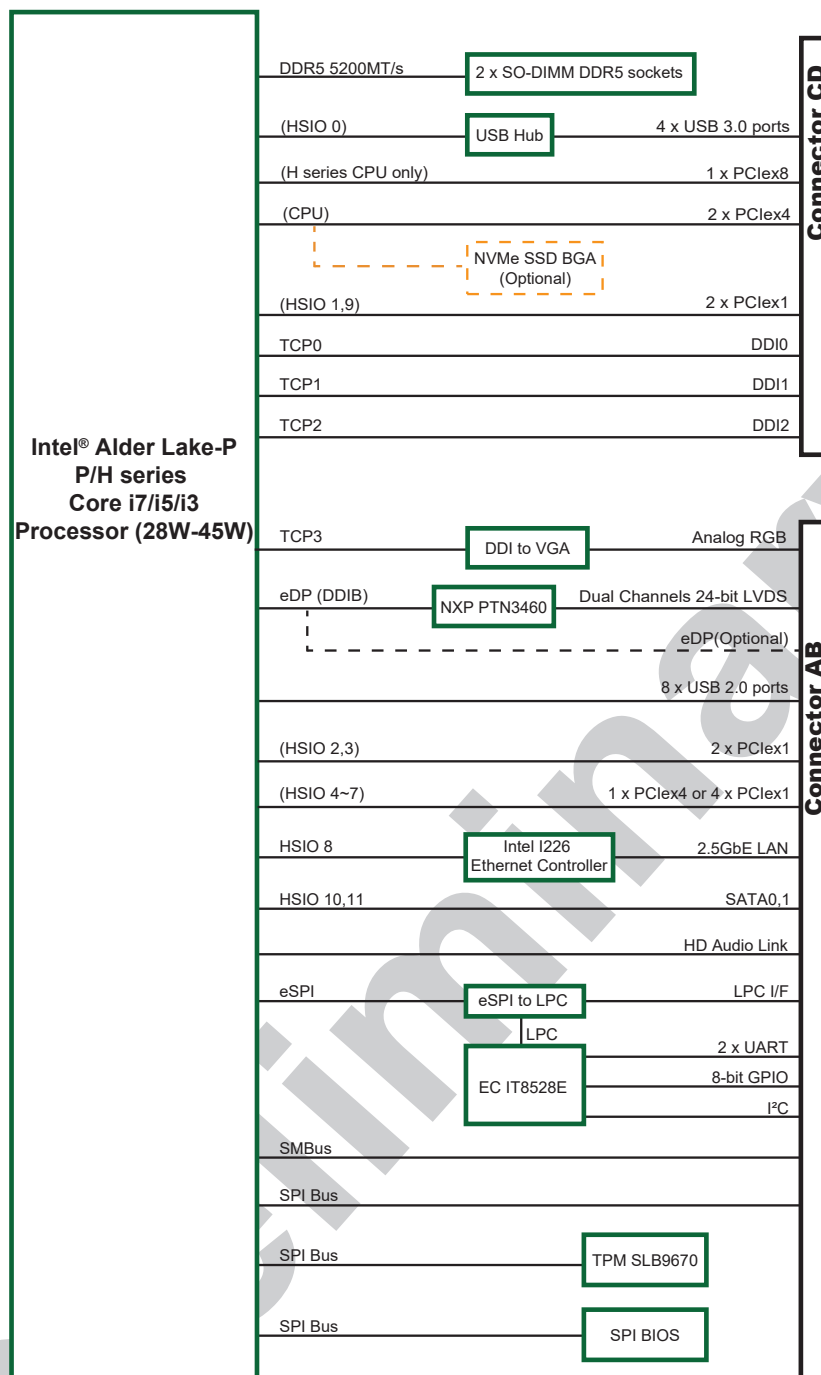 DDR5 5200MT/s
2 x SO-DIMM DDR5 sockets
(HSIO 0)
USB Hub
4 x USB 3.0 ports
(H series CPU only)
1 x PCIex8
(CPU)
2 x PCIex4
NVMe SSD BGA
(Optional)
(HSIO 1,9)
2 x PCIex1
TCP0
DDI0
TCP1
DDI1
TCP2
DDI2
Connector CD
Intel® Alder Lake-P
P/H series
Core i7/i5/i3
Processor (28W-45W)
TCP3
DDI to VGA
Analog RGB
eDP (DDIB)
NXP PTN3460
Dual Channels 24-bit LVDS
eDP(Optional)
8 x USB 2.0 ports
(HSIO 2,3)
2 x PCIex1
(HSIO 4~7)
1 x PCIex4 or 4 x PCIex1
HSIO 8
Intel I226
Ethernet Controller
2.5GbE LAN
HSIO 10,11
SATA0,1
HD Audio Link
eSPI
eSPI to LPC
LPC I/F
LPC
EC IT8528E
2 x UART
8-bit GPIO
I²C
SMBus
SPI Bus
SPI Bus
TPM SLB9670
SPI Bus
SPI BIOS
Connector AB
eliminar